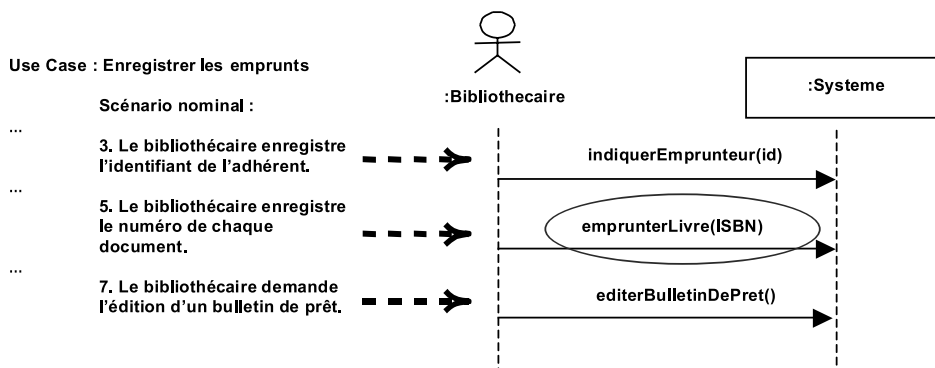 Use Case : Enregistrer les emprunts
Scénario nominal :
...
3. Le bibliothécaire enregistre
l'identifiant de l'adhérent.
...
5. Le bibliothécaire enregistre
le numéro de chaque
document.
...
7. Le bibliothécaire demande
l'édition d'un bulletin de prêt.
:Bibliothecaire
:Systeme
indiquerEmprunteur(id)
emprunterLivre(ISBN)
editerBulletinDePret()